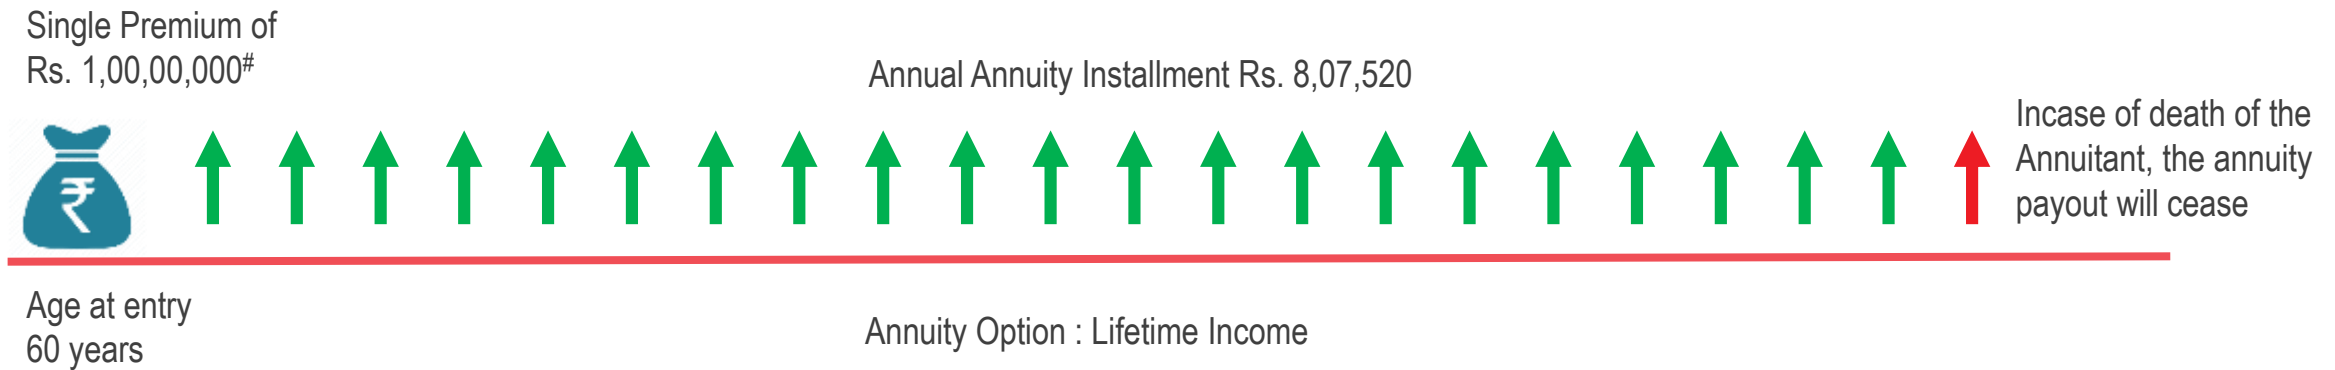 Single Premium of
Rs. 1,00,00,000#
Annual Annuity Installment Rs. 8,07,520
Incase of death of the
Annuitant, the annuity
payout will cease
₹
Age at entry
60 years
Annuity Option : Lifetime Income